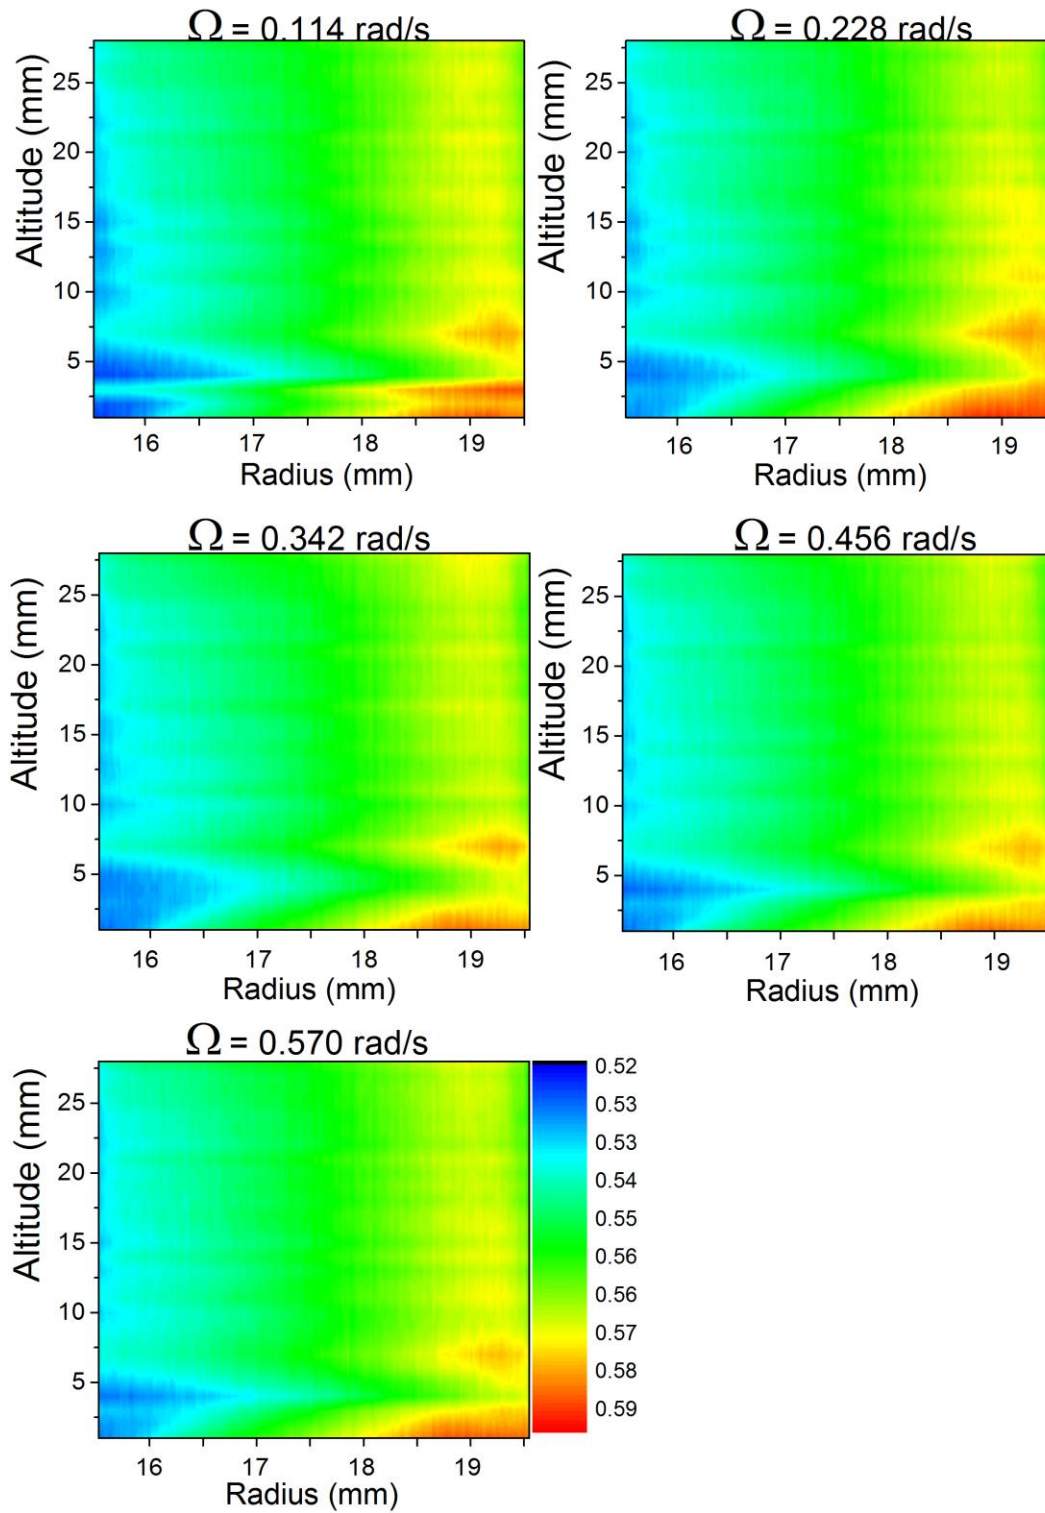 Ω = 0.114 rad/s
Altitude (mm)
25
20
15
10
5
16 17 18 19
Radius (mm)
Ω = 0.228 rad/s
Altitude (mm)
25
20
15
10
5
16 17 18 19
Radius (mm)
Ω = 0.342 rad/s
Altitude (mm)
25
20
15
10
5
16 17 18 19
Radius (mm)
Ω = 0.456 rad/s
Altitude (mm)
25
20
15
10
5
16 17 18 19
Radius (mm)
Ω = 0.570 rad/s
Altitude (mm)
25
20
15
10
5
16 17 18 19
Radius (mm)
0.52
0.53
0.53
0.54
0.55
0.56
0.56
0.57
0.58
0.59